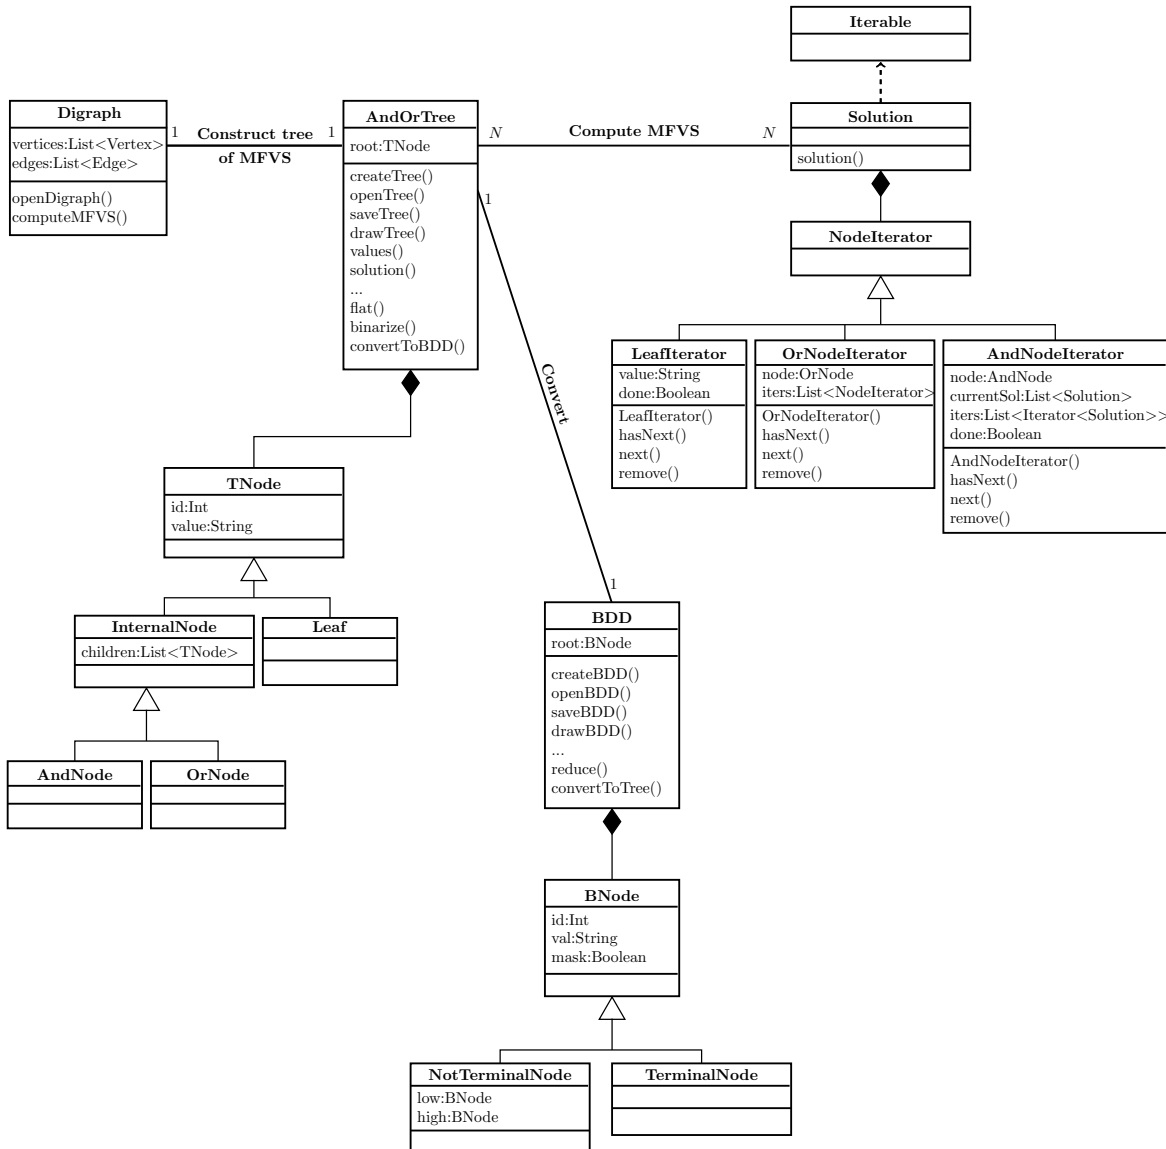 Iterable
Digraph
vertices:List<Vertex>
edges:List<Edge>
openDigraph()
computeMFVS()
1
Construct tree
of MFVS
1
AndOrTree
root:TNode
createTree()
openTree()
saveTree()
drawTree()
values()
solution()
...
flat()
binarize()
convertToBDD()
N
Compute MFVS
N
Solution
solution()
NodeIterator
LeafIterator
value:String
done:Boolean
LeafIterator()
hasNext()
next()
remove()
OrNodeIterator
node:OrNode
iters:List<NodeIterator>
OrNodeIterator()
hasNext()
next()
remove()
AndNodeIterator
node:AndNode
currentSol:List<Solution>
iters:List<Iterator<Solution>>
done:Boolean
AndNodeIterator()
hasNext()
next()
remove()
1
Convert
1
TNode
id:Int
value:String
InternalNode
children:List<TNode>
Leaf
AndNode
OrNode
BDD
root:BNode
createBDD()
openBDD()
saveBDD()
drawBDD()
...
reduce()
convertToTree()
BNode
id:Int
val:String
mask:Boolean
NotTerminalNode
low:BNode
high:BNode
TerminalNode